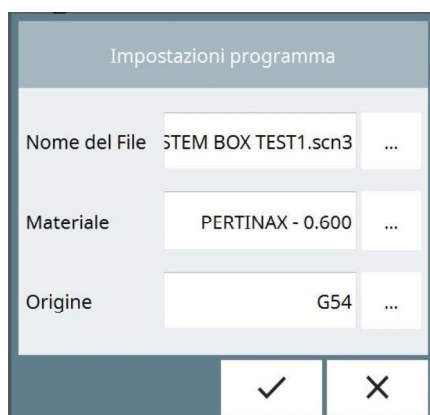 Impostazioni programma
Nome del File STEM BOX TEST1.scn3 ...
Materiale PERTINAX - 0.600 ...
Origine G54 ...